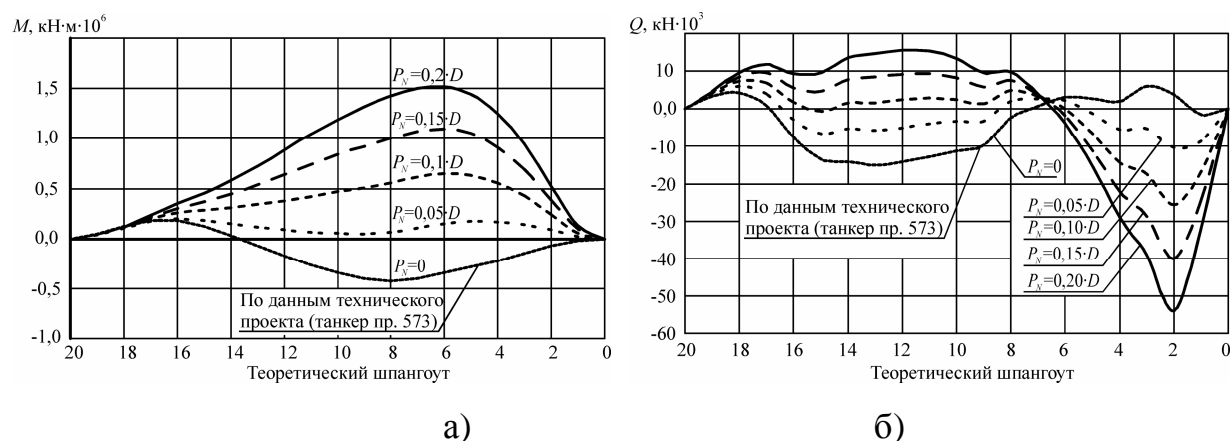 M, кН·м·10⁶
1,5
1,0
0,5
0,0
-0,5
-1,0
P_N=0,2·D
P_N=0,15·D
P_N=0,1·D
P_N=0,05·D
P_N=0
По данным технического
проекта (танкер пр. 573)
20 18 16 14 12 10 8 6 4 2 0
Теоретический шпангоут
а)
Q, кН·10³
10
0,0
-10
-20
-30
-40
-50
-60
P_N=0
По данным технического
проекта (танкер пр. 573)
P_N=0,05·D
P_N=0,10·D
P_N=0,15·D
P_N=0,20·D
20 18 16 14 12 10 8 6 4 2 0
Теоретический шпангоут
б)